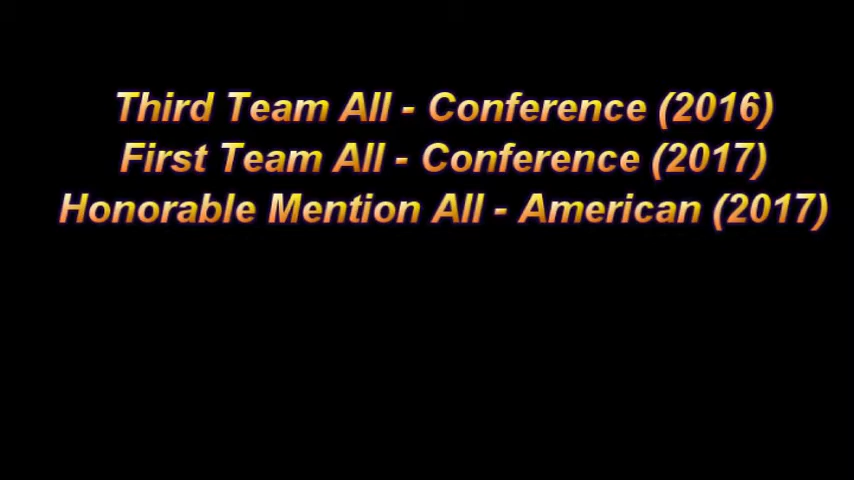 Third Team All - Conference (2016)
First Team All - Conference (2017)
Honorable Mention All - American (2017)